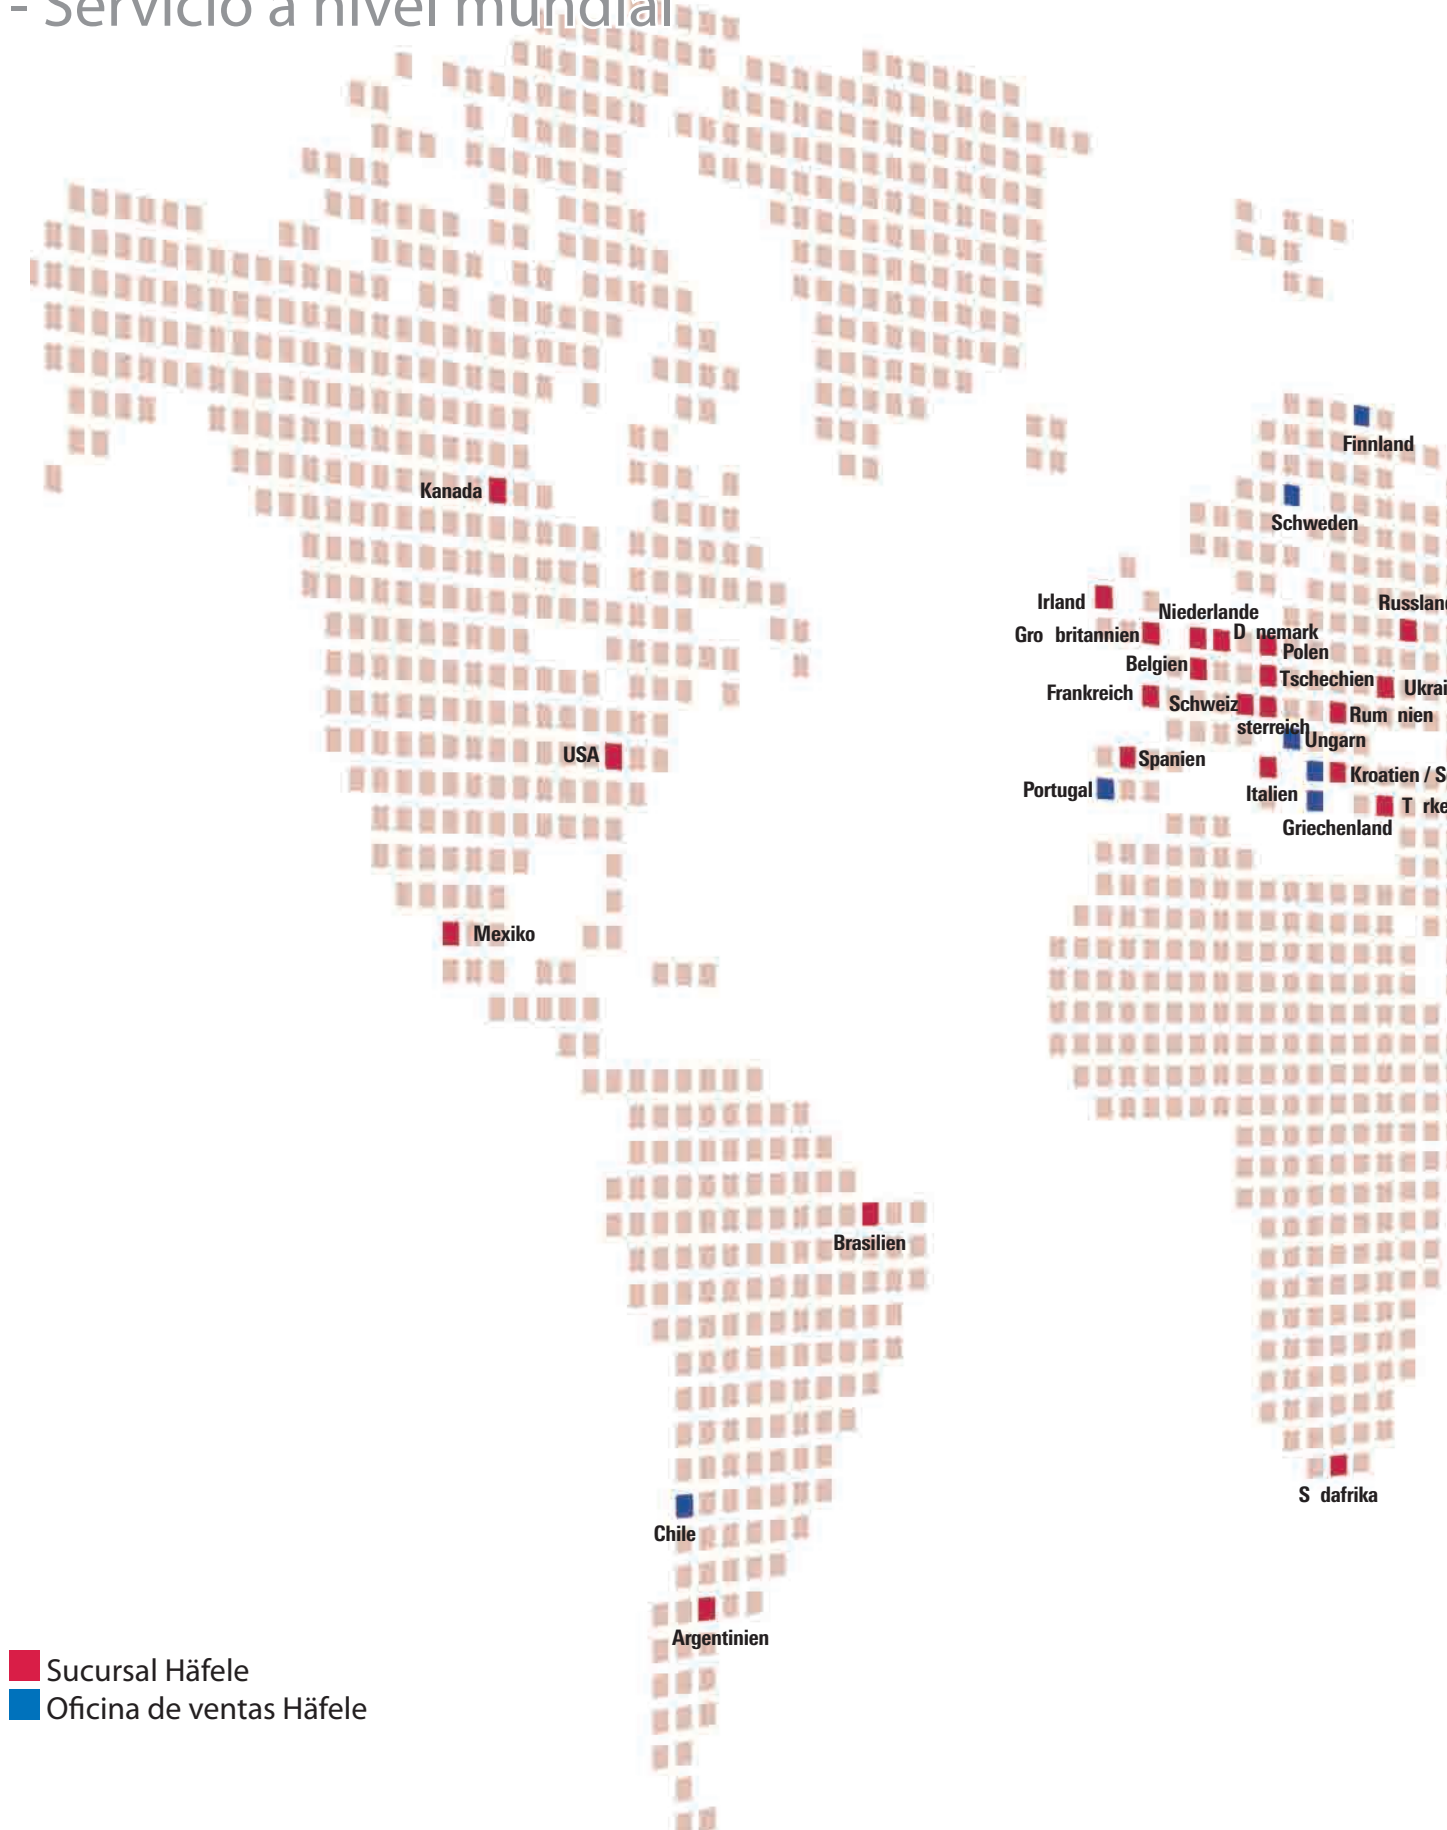 - Servicio a nivel mundial
Finnland
Kanada
Schweden
Irland
Russland
Niederlande
Gro britannien
D nemark
Polen
Belgien
Tschechien
Ukrai
Frankreich
Schweiz
Rum nien
sterreich
Ungarn
USA
Spanien
Kroatien / S
Portugal
Italien
T rke
Griechenland
Mexiko
Brasilien
S dafrika
Chile
Argentinien
Sucursal Häfele
Oficina de ventas Häfele